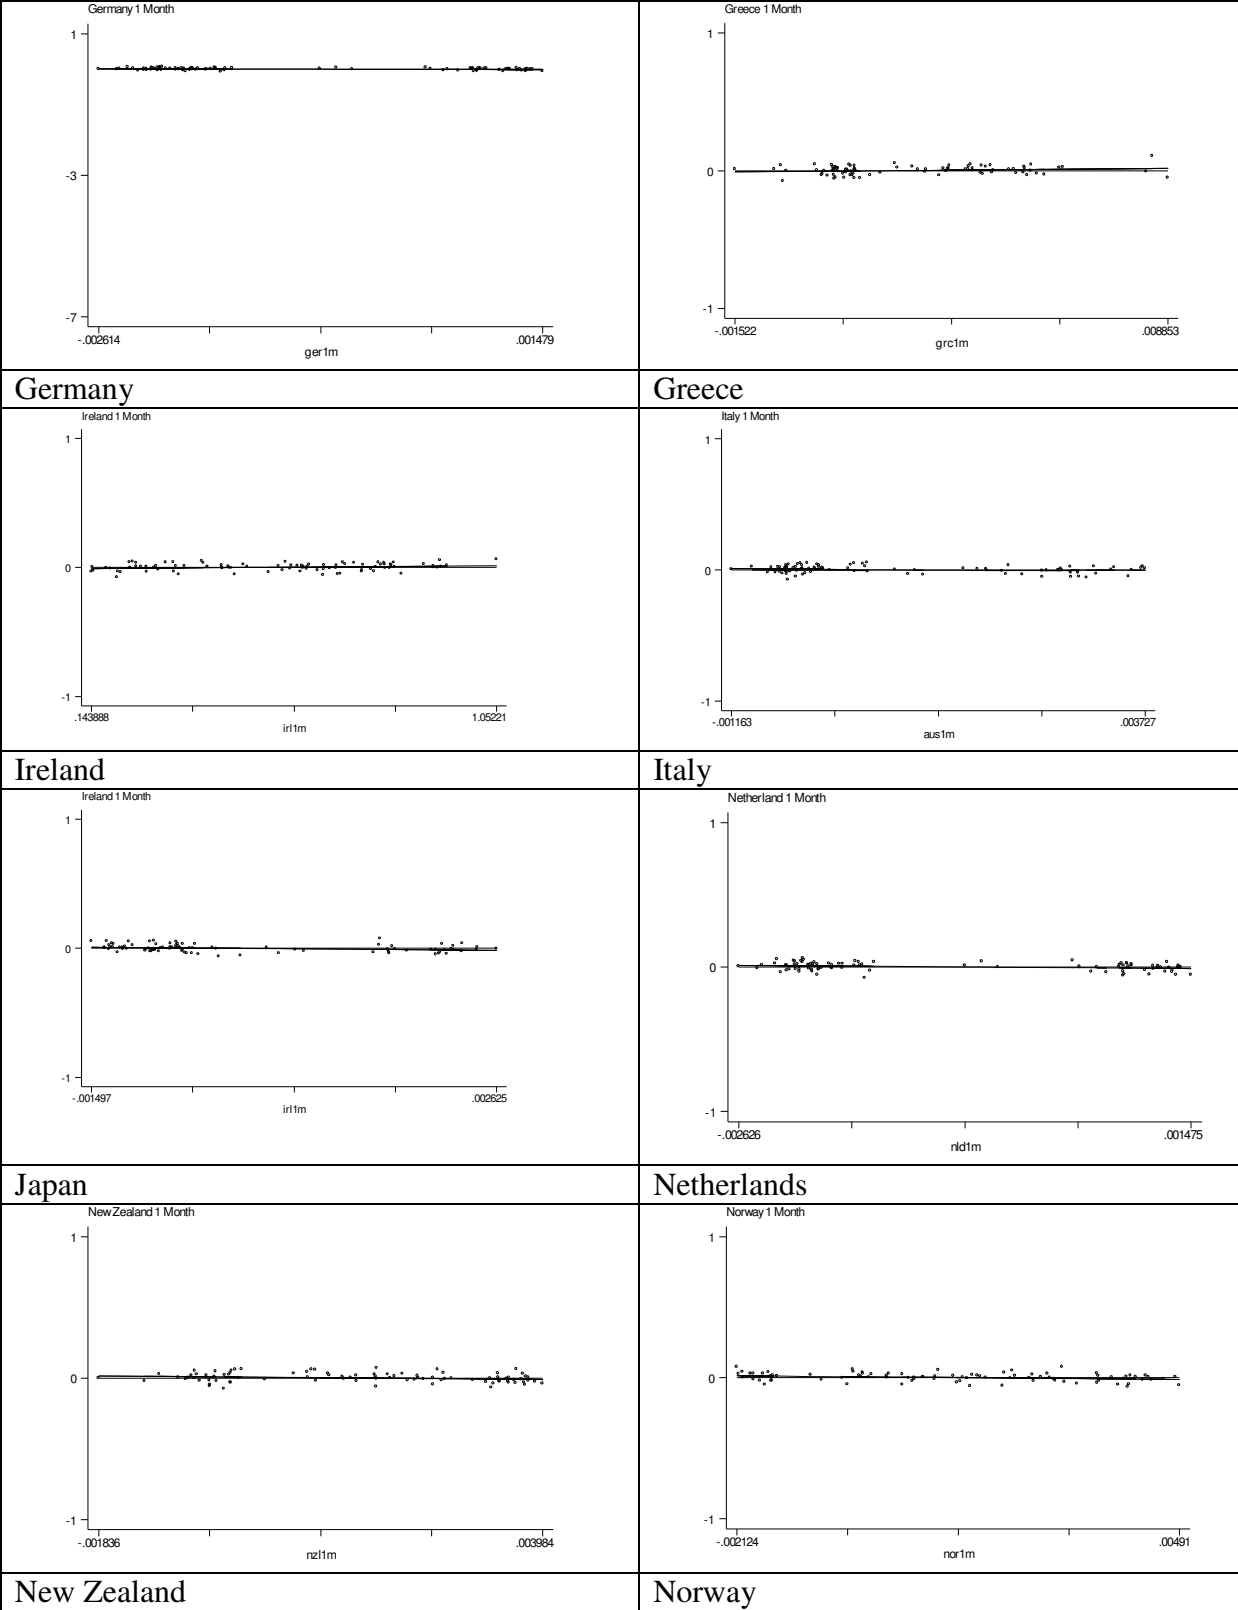 Germany 1 Month
1
-3
-7
-.002614
.001479
ger1m
Greece 1 Month
1
0
-1
-.001522
.008853
grc1m
Germany
Greece
Ireland 1 Month
1
0
-1
.143888
1.05221
irl1m
Italy 1 Month
1
0
-1
-.001163
.003727
aus1m
Ireland
Italy
Ireland 1 Month
1
0
-1
-.001497
.002625
irl1m
Netherland 1 Month
1
0
-1
-.002626
.001475
nld1m
Japan
Netherlands
New Zealand 1 Month
1
0
-1
-.001836
.003984
nzl1m
Norway 1 Month
1
0
-1
-.002124
.00491
nor1m
New Zealand
Norway